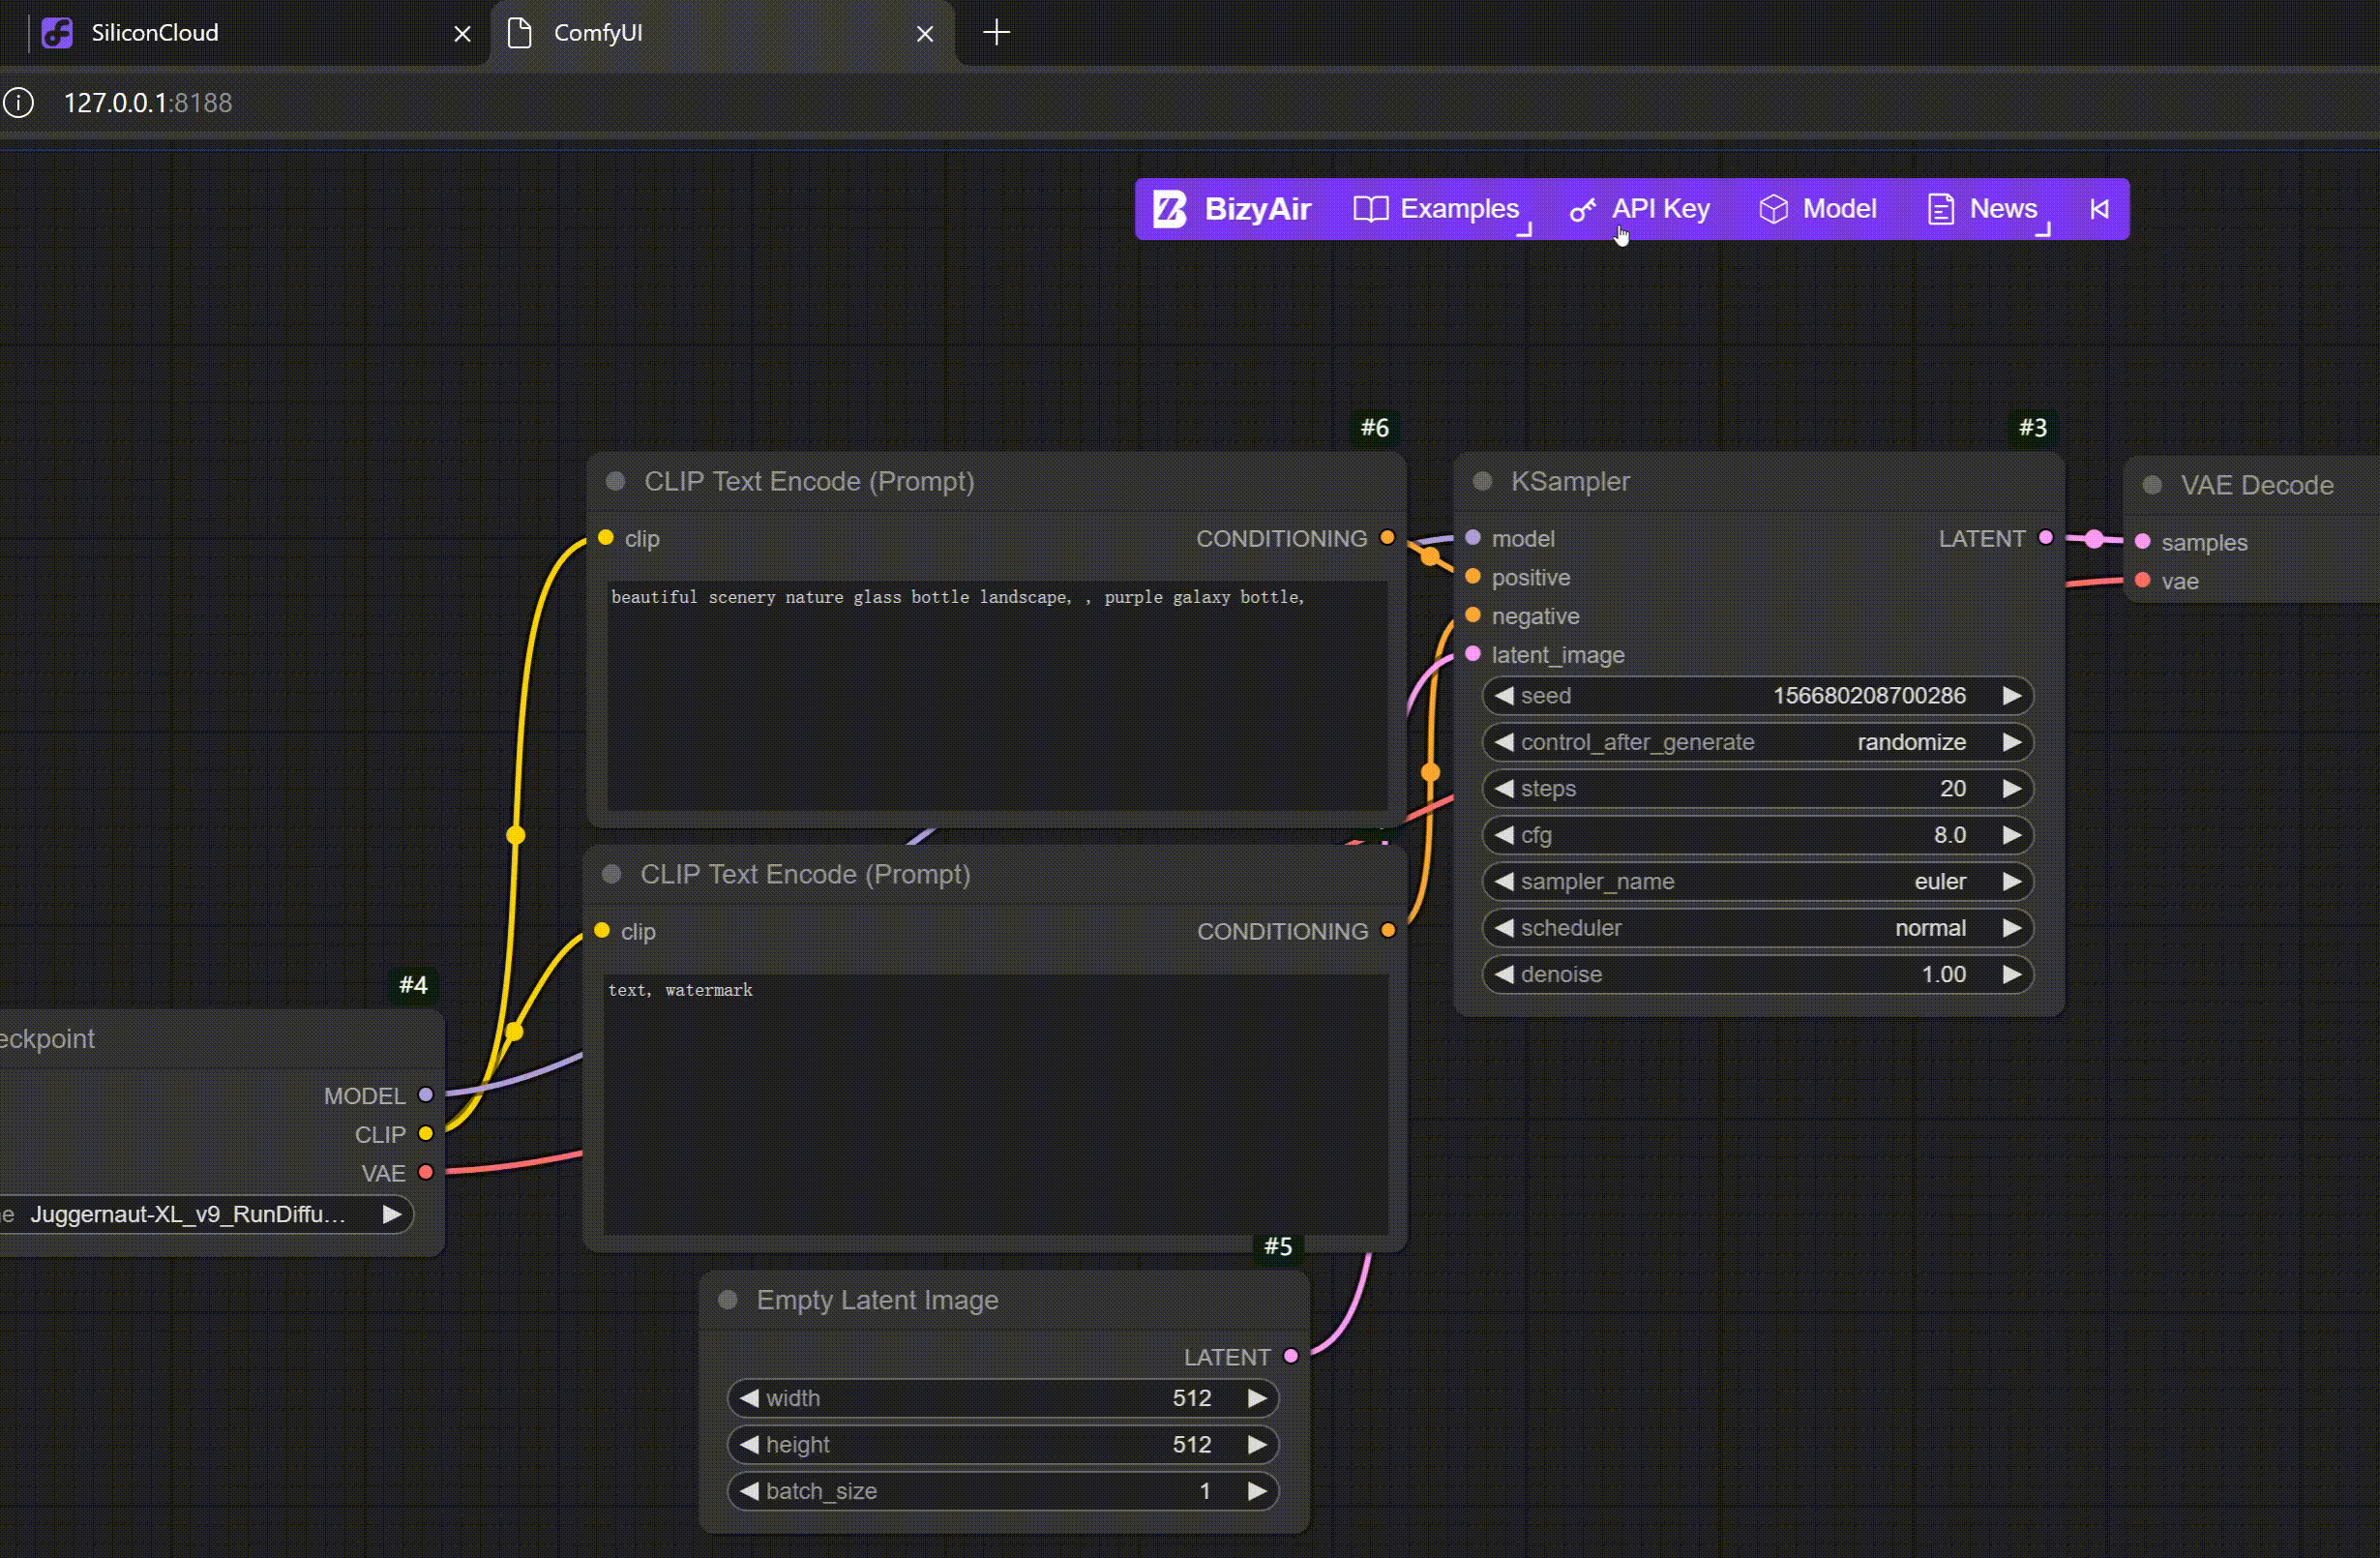 SiliconCloud
ComfyUI
127.0.0.1:8188
BizyAir
Examples
API Key
Model
News
#6
CLIP Text Encode (Prompt)
clip
CONDITIONING
beautiful scenery nature glass bottle landscape, , purple galaxy bottle,
#3
KSampler
model
LATENT
positive
negative
latent_image
seed 156680208700286
control_after_generate randomize
steps 20
cfg 8.0
sampler_name euler
scheduler normal
denoise 1.00
VAE Decode
samples
vae
CLIP Text Encode (Prompt)
clip
CONDITIONING
text, watermark
#4
eckpoint
MODEL
CLIP
VAE
e Juggernaut-XL_v9_RunDiffu...
#5
Empty Latent Image
LATENT
width 512
height 512
batch_size 1